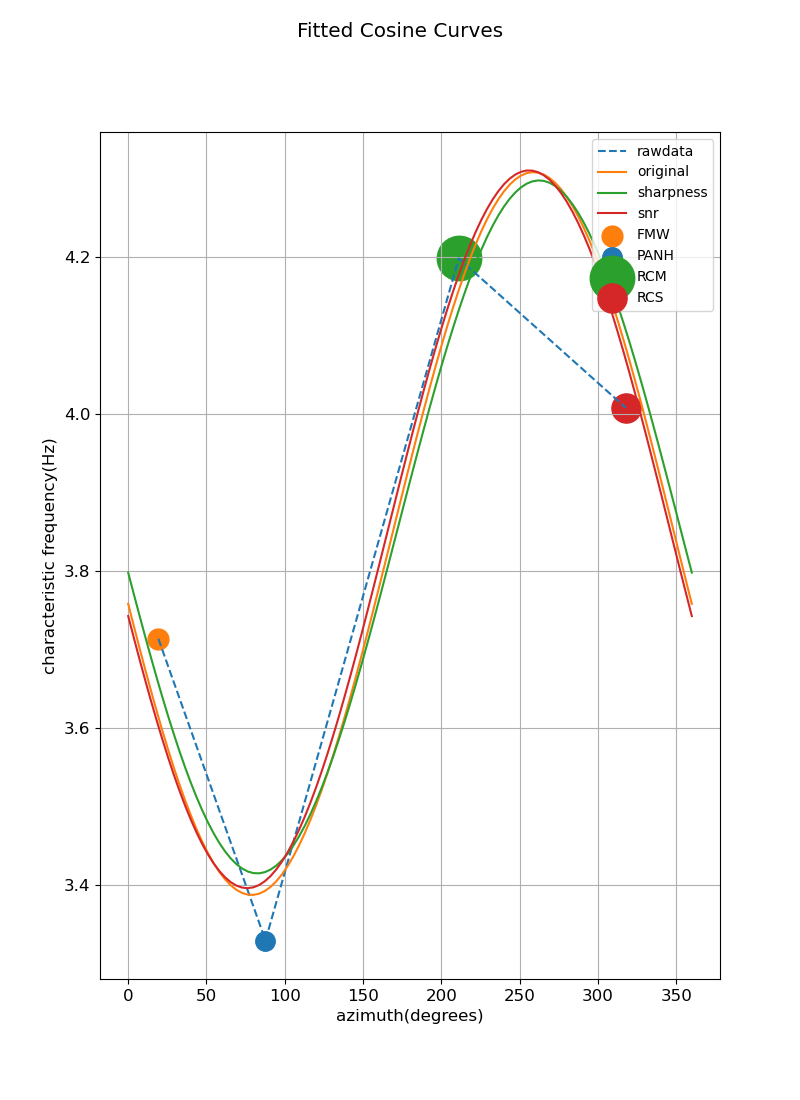 Fitted Cosine Curves
rawdata
original
sharpness
snr
FMW
PANH
RCM
RCS
4.2
4.0
3.8
3.6
3.4
characteristic frequency(Hz)
0 50 100 150 200 250 300 350
azimuth(degrees)